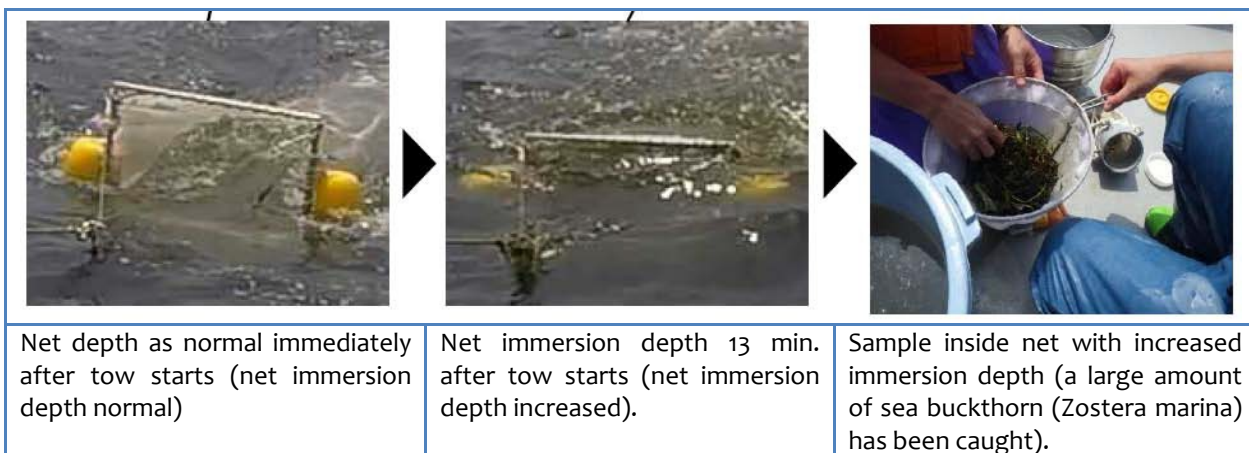 Net depth as normal immediately
after tow starts (net immersion
depth normal)
Net immersion depth 13 min.
after tow starts (net immersion
depth increased).
Sample inside net with increased
immersion depth (a large amount
of sea buckthorn (Zostera marina)
has been caught).